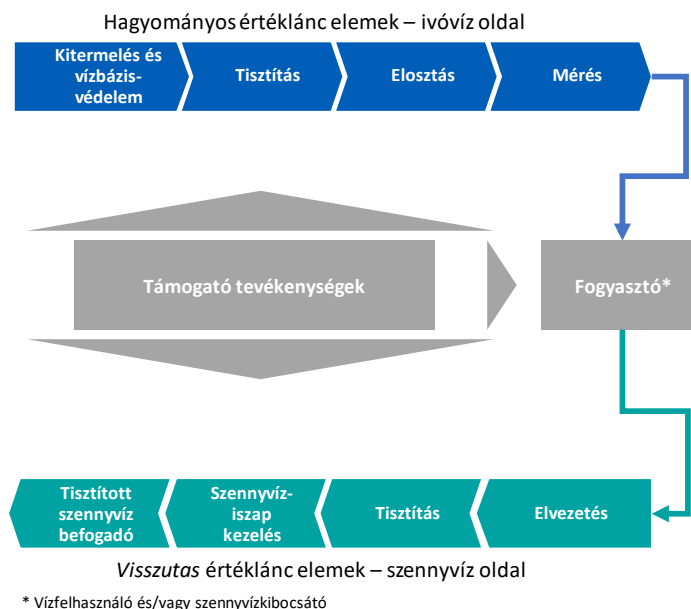 Hagyományos értéklánc elemek – ivóvíz oldal
Kitermelés és
vízbázis-
védelem
Tisztítás
Elosztás
Mérés
Támogató tevékenységek
Fogyasztó*
Tisztított
szennyvíz
befogadó
Szennyvíz-
iszap
kezelés
Tisztítás
Elvezetés
Visszutas értéklánc elemek – szennyvíz oldal
* Vízfelhasználó és/vagy szennyvízkibocsátó